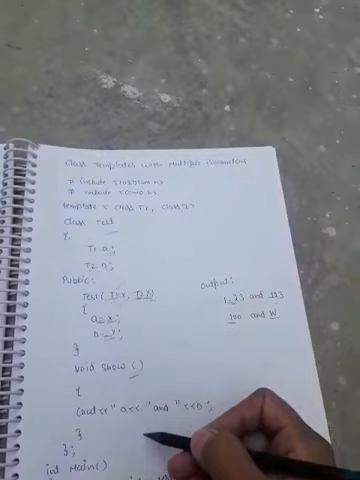 Class Templates with Multiple Parameters
# include <iostream.h>
# include <conio.h>
template < class T1, class T2>
class Test
{
T1 a;
T2 b;
Public:
Test ( T1 x, T2 x)
{
a = x;
b = x;
}
void show ()
{
cout << " a << "and " << b ;
}
};
int Main()
output:
1.23 and 123
100 and W